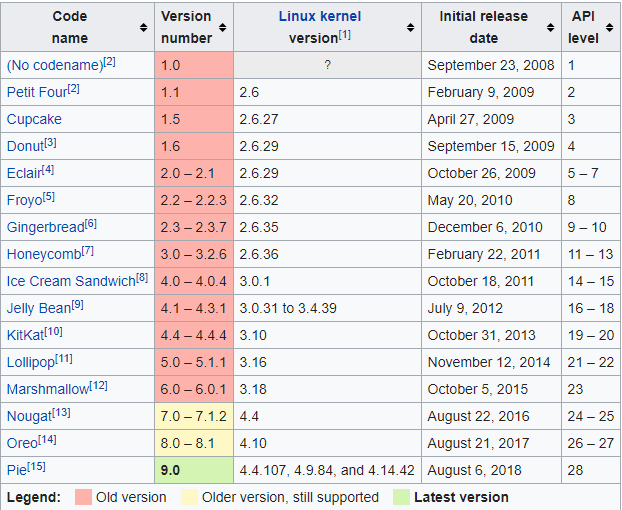 Code name Version number Linux kernel version[1] Initial release date API level
(No codename)[2] 1.0 ? September 23, 2008 1
Petit Four[2] 1.1 2.6 February 9, 2009 2
Cupcake 1.5 2.6.27 April 27, 2009 3
Donut[3] 1.6 2.6.29 September 15, 2009 4
Eclair[4] 2.0 – 2.1 2.6.29 October 26, 2009 5 – 7
Froyo[5] 2.2 – 2.2.3 2.6.32 May 20, 2010 8
Gingerbread[6] 2.3 – 2.3.7 2.6.35 December 6, 2010 9 – 10
Honeycomb[7] 3.0 – 3.2.6 2.6.36 February 22, 2011 11 – 13
Ice Cream Sandwich[8] 4.0 – 4.0.4 3.0.1 October 18, 2011 14 – 15
Jelly Bean[9] 4.1 – 4.3.1 3.0.31 to 3.4.39 July 9, 2012 16 – 18
KitKat[10] 4.4 – 4.4.4 3.10 October 31, 2013 19 – 20
Lollipop[11] 5.0 – 5.1.1 3.16 November 12, 2014 21 – 22
Marshmallow[12] 6.0 – 6.0.1 3.18 October 5, 2015 23
Nougat[13] 7.0 – 7.1.2 4.4 August 22, 2016 24 – 25
Oreo[14] 8.0 – 8.1 4.10 August 21, 2017 26 – 27
Pie[15] 9.0 4.4.107, 4.9.84, and 4.14.42 August 6, 2018 28
Legend: Old version Older version, still supported Latest version